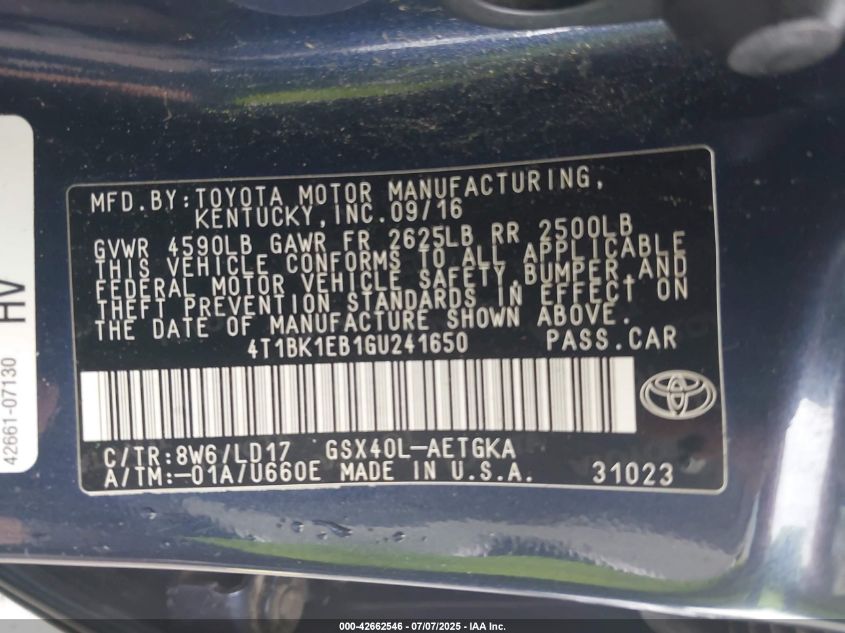 MFD.BY:TOYOTA MOTOR MANUFACTURING,
KENTUCKY,INC.09/16
GVWR 4590LB GAWR FR 2625LB RR 2500LB
THIS VEHICLE CONFORMS TO ALL APPLICABLE
FEDERAL MOTOR VEHICLE SAFETY,BUMPER,AND
THEFT PREVENTION STANDARDS IN EFFECT ON
THE DATE OF MANUFACTURE SHOWN ABOVE.
4T1BK1EB1GU241650 PASS.CAR
C/TR:8W6/LD17 GSX40L-AETGKA
A/TM:-01A/U660E MADE IN U.S.A. 31023
42661-07130 HV
000-42662546 - 07/07/2025 - IAA Inc.